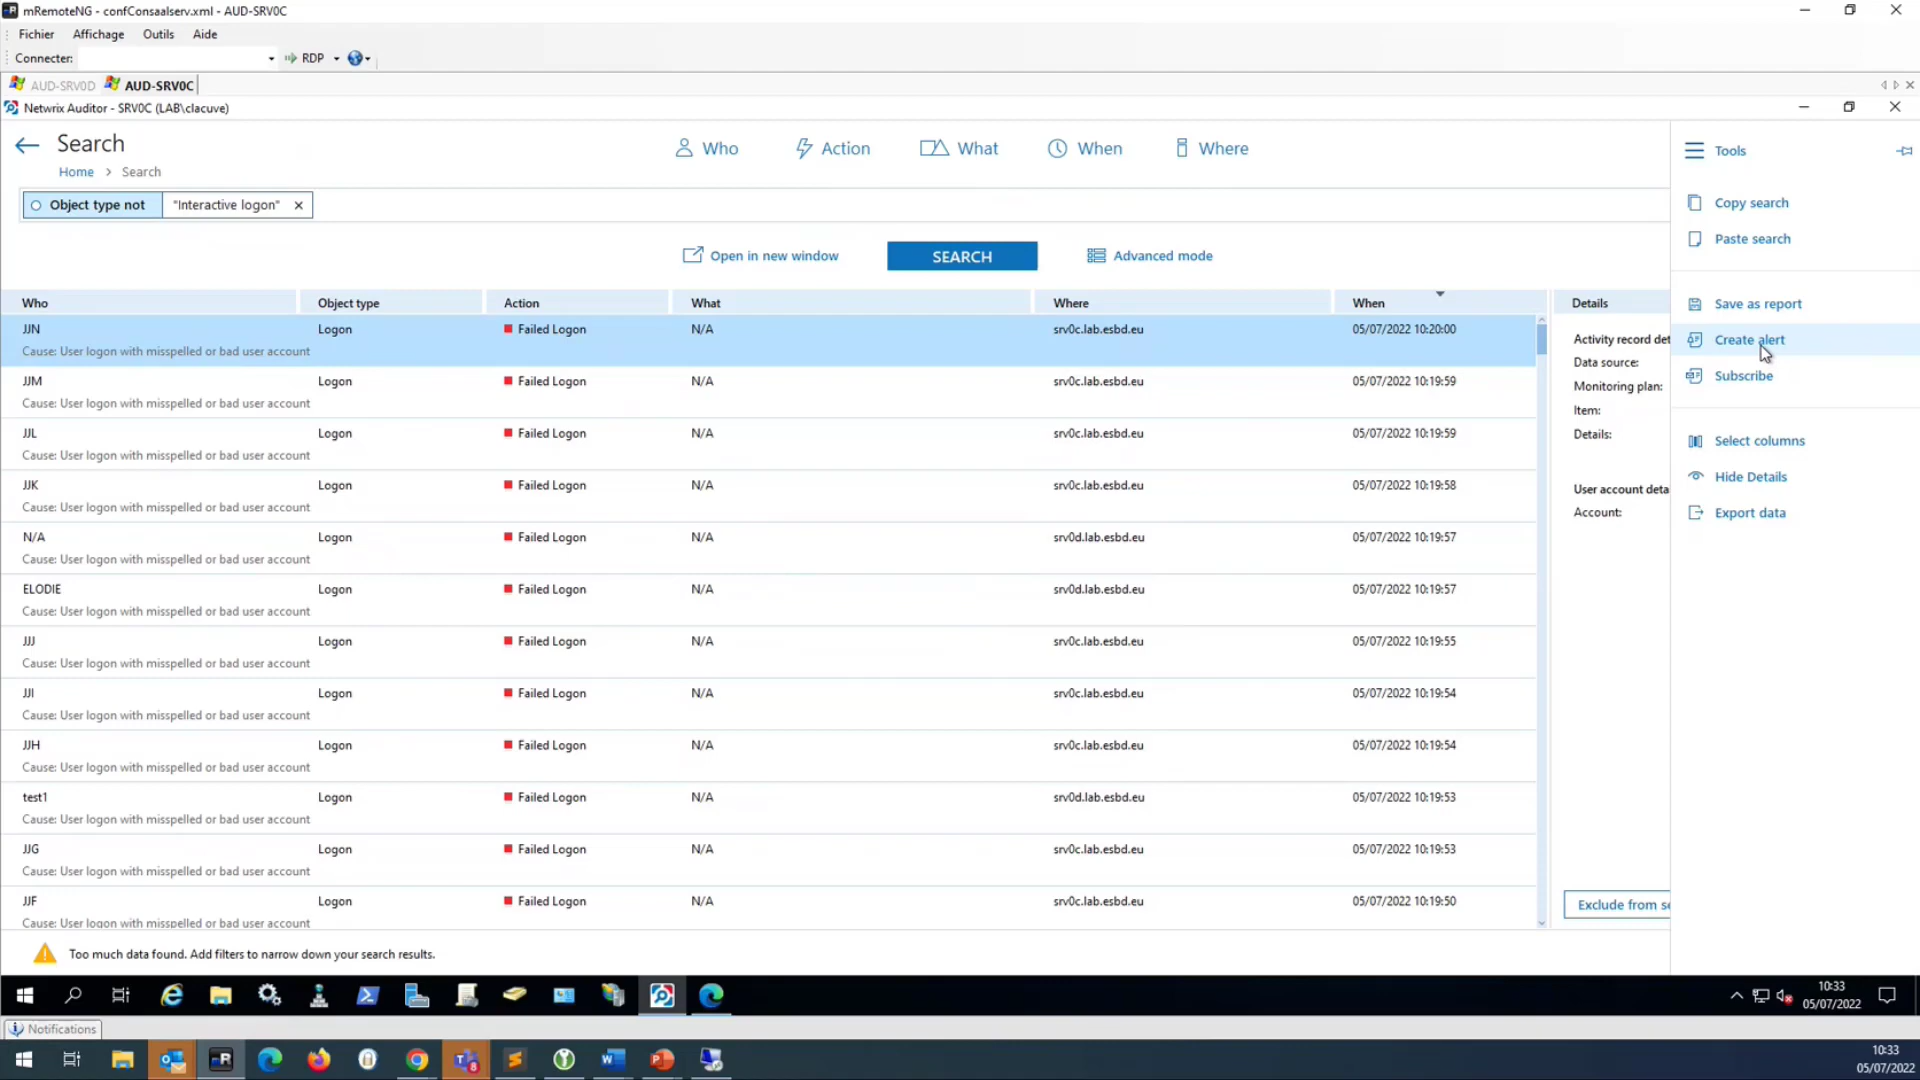 mRemoteNG - confConsaalserv.xml - AUD-SRV0C
Fichier Affichage Outils Aide
Connecter: RDP
AUD-SRV0D AUD-SRV0C
Netwrix Auditor - SRV0C (LAB\clacuve)
Search
Home > Search
Who Action What When Where
Object type not "Interactive logon"
Open in new window SEARCH Advanced mode
Who Object type Action What Where When
JJN Logon Failed Logon N/A srv0c.lab.esbd.eu 05/07/2022 10:20:00
Cause: User logon with misspelled or bad user account
JJM Logon Failed Logon N/A srv0c.lab.esbd.eu 05/07/2022 10:19:59
Cause: User logon with misspelled or bad user account
JJL Logon Failed Logon N/A srv0c.lab.esbd.eu 05/07/2022 10:19:59
Cause: User logon with misspelled or bad user account
JJK Logon Failed Logon N/A srv0c.lab.esbd.eu 05/07/2022 10:19:58
Cause: User logon with misspelled or bad user account
N/A Logon Failed Logon N/A srv0d.lab.esbd.eu 05/07/2022 10:19:57
Cause: User logon with misspelled or bad user account
ELODIE Logon Failed Logon N/A srv0d.lab.esbd.eu 05/07/2022 10:19:57
Cause: User logon with misspelled or bad user account
JJJ Logon Failed Logon N/A srv0c.lab.esbd.eu 05/07/2022 10:19:55
Cause: User logon with misspelled or bad user account
JJI Logon Failed Logon N/A srv0c.lab.esbd.eu 05/07/2022 10:19:54
Cause: User logon with misspelled or bad user account
JJH Logon Failed Logon N/A srv0c.lab.esbd.eu 05/07/2022 10:19:54
Cause: User logon with misspelled or bad user account
test1 Logon Failed Logon N/A srv0d.lab.esbd.eu 05/07/2022 10:19:53
Cause: User logon with misspelled or bad user account
JJG Logon Failed Logon N/A srv0c.lab.esbd.eu 05/07/2022 10:19:53
Cause: User logon with misspelled or bad user account
JJF Logon Failed Logon N/A srv0c.lab.esbd.eu 05/07/2022 10:19:50
Cause: User logon with misspelled or bad user account
Details
Activity record det
Data source:
Monitoring plan:
Item:
Details:
User account deta
Account:
Exclude from se
Tools
Copy search
Paste search
Save as report
Create alert
Subscribe
Select columns
Hide Details
Export data
Too much data found. Add filters to narrow down your search results.
10:33
05/07/2022
Notifications
10:33
05/07/2022